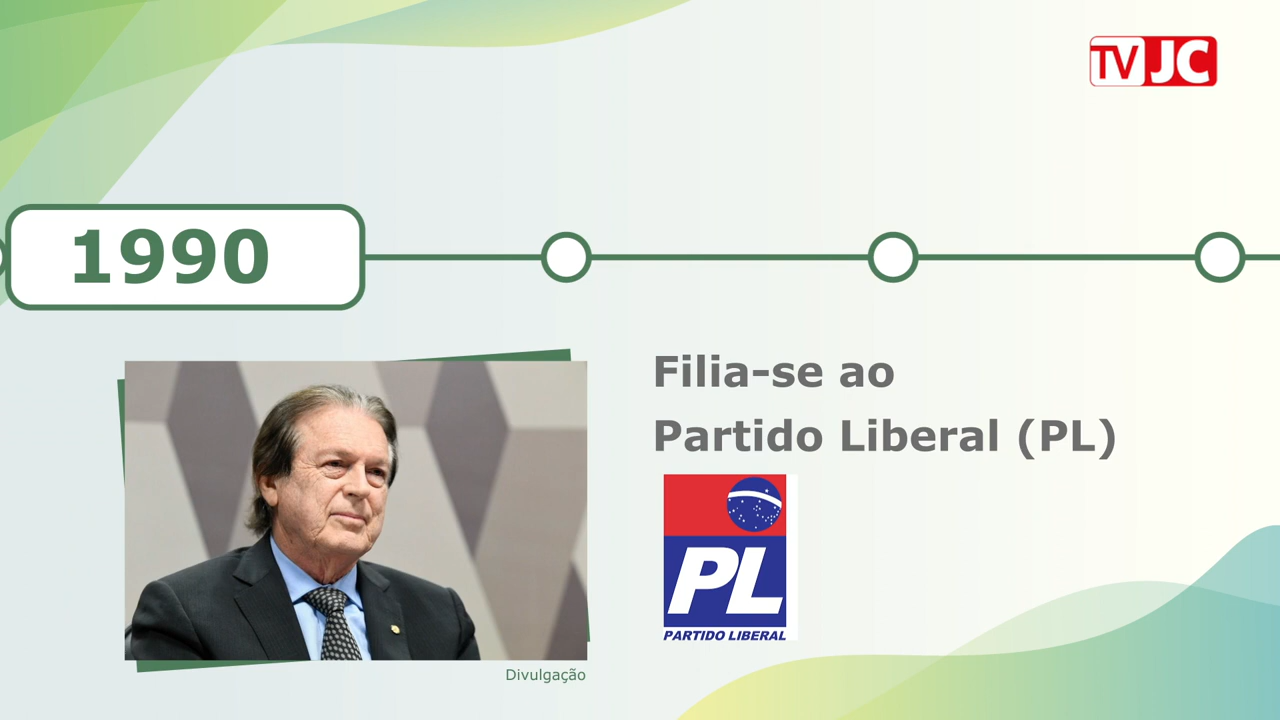 TV JC
1990
Filia-se ao
Partido Liberal (PL)
PL
PARTIDO LIBERAL
Divulgação